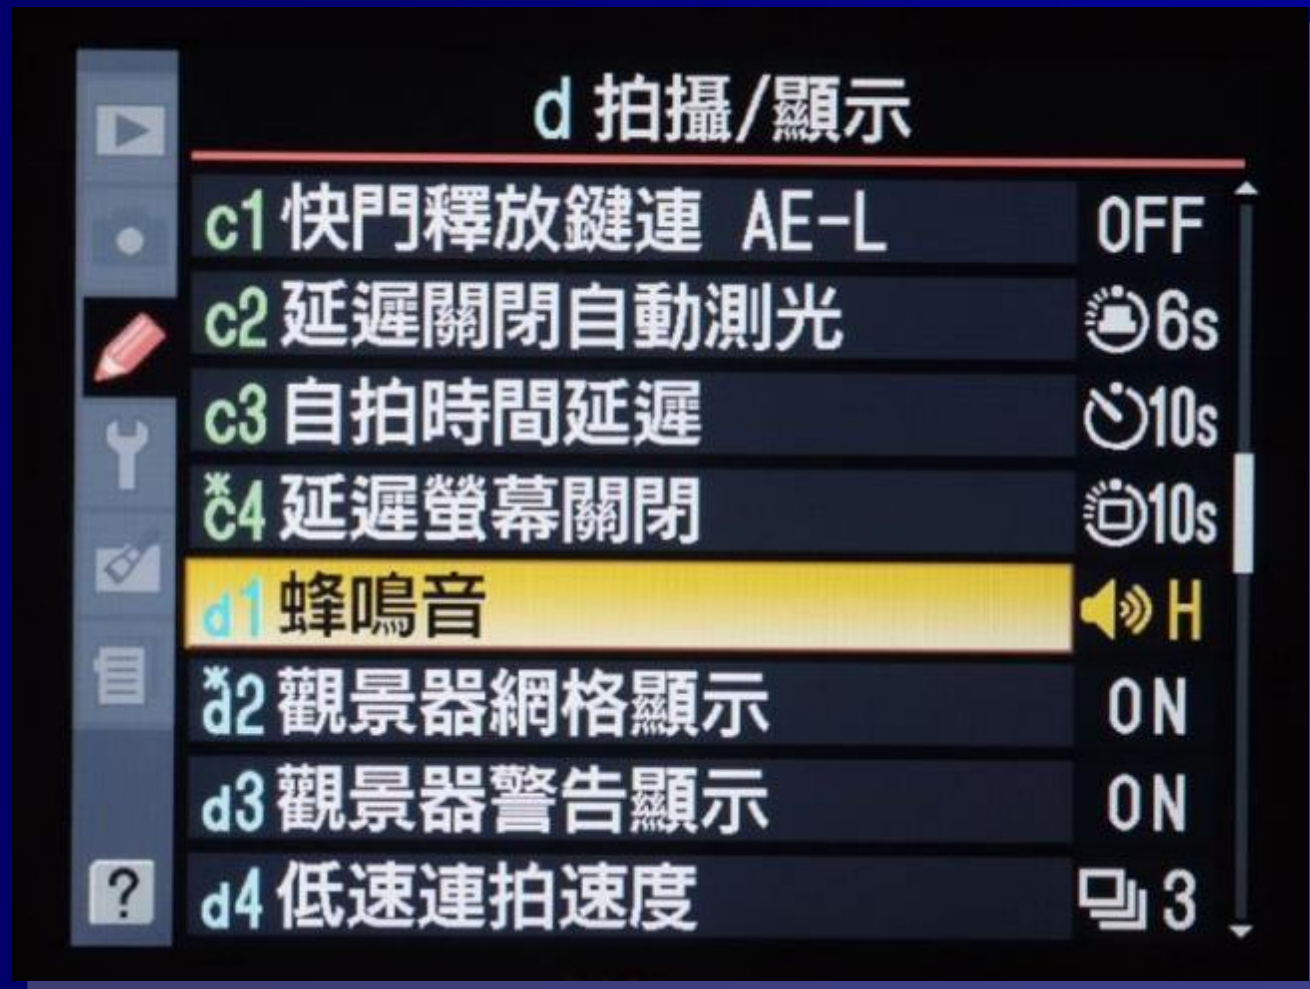 d 拍攝/顯示
c1 快門釋放鍵連 AE-L OFF
c2 延遲關閉自動測光 6s
c3 自拍時間延遲 10s
*c4 延遲螢幕關閉 10s
d1 蜂鳴音 H
*d2 觀景器網格顯示 ON
d3 觀景器警告顯示 ON
? d4 低速連拍速度 3